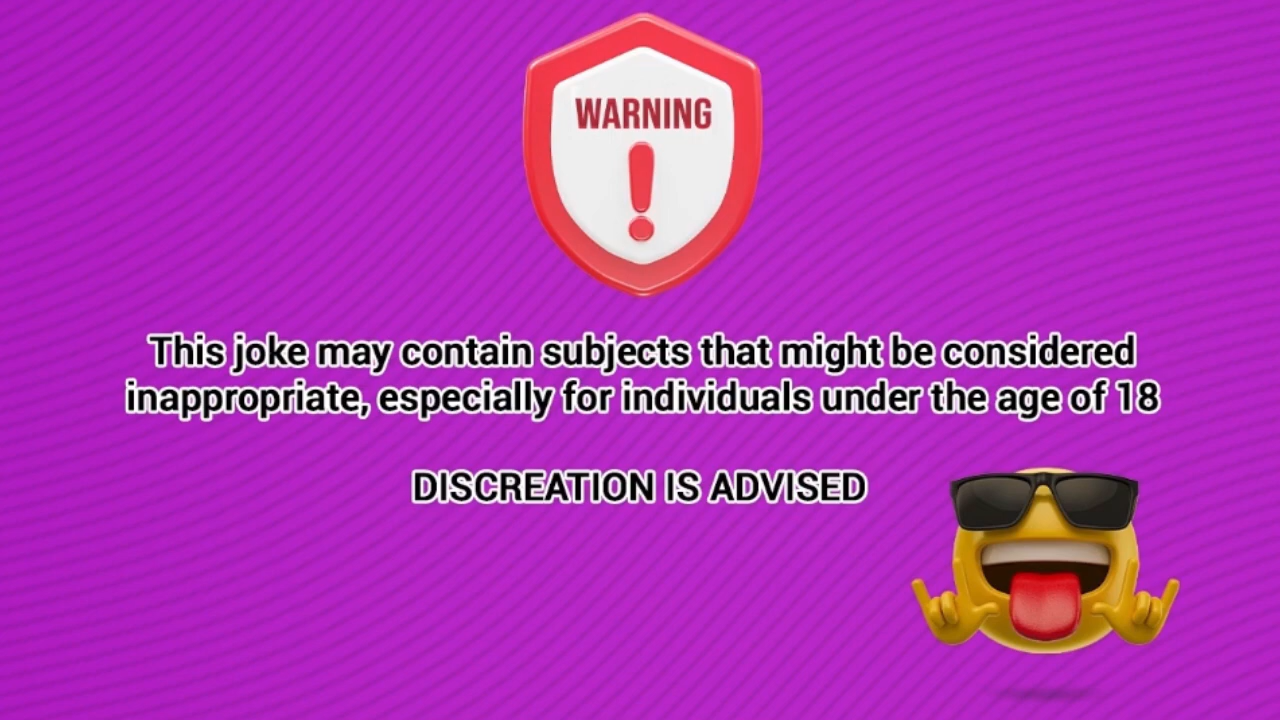 WARNING
This joke may contain subjects that might be considered
inappropriate, especially for individuals under the age of 18
DISCREATION IS ADVISED